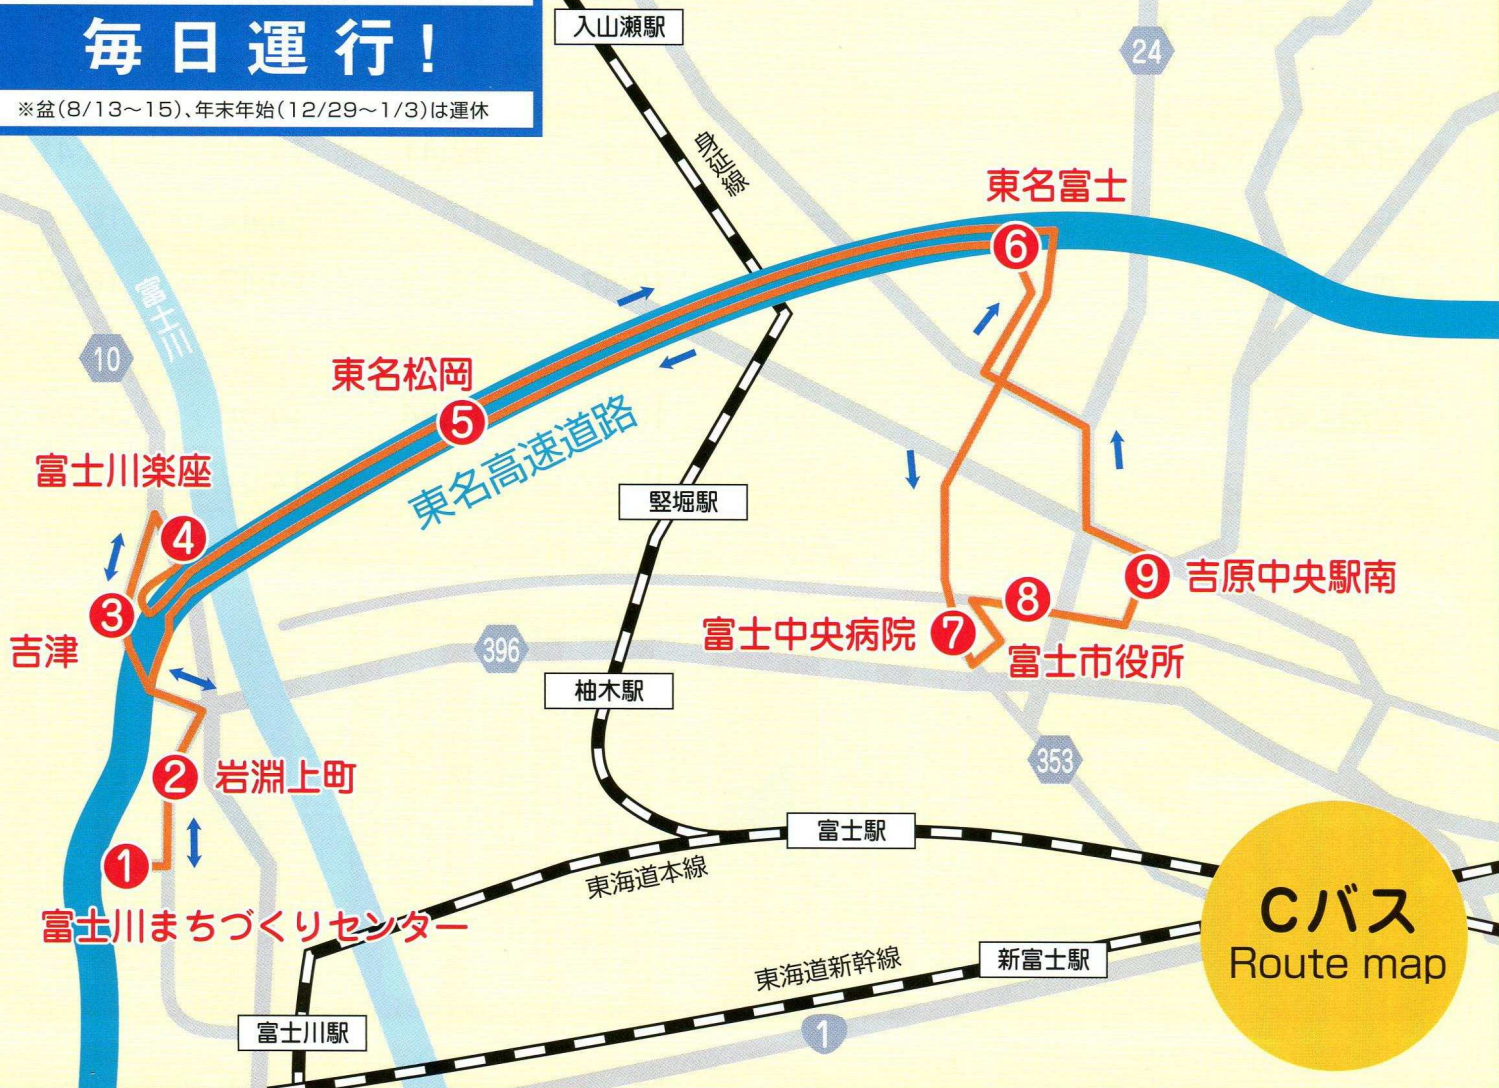 毎日運行!
※盆(8/13～15)、年末年始(12/29～1/3)は運休
入山瀬駅
24
身延線
東名富士
6
富士川
10
東名松岡
5
東名高速道路
富士川楽座
4
竪堀駅
3
吉津
396
9
吉原中央駅南
8
富士中央病院
7
富士市役所
柚木駅
2
岩淵上町
353
1
富士駅
東海道本線
富士川まちづくりセンター
Cバス
Route map
東海道新幹線
新富士駅
富士川駅
1